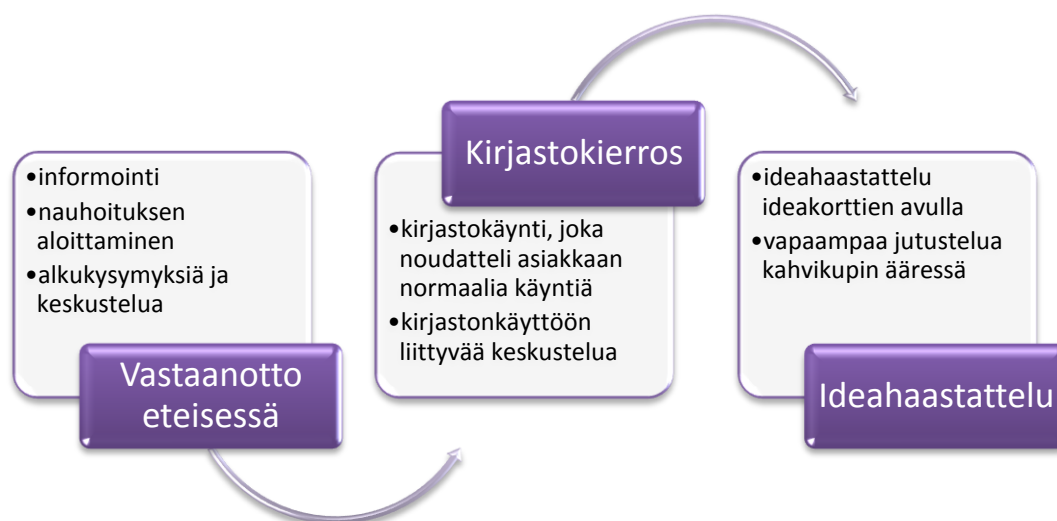 •informointi
•nauhoituksen
aloittaminen
•alkukysymyksiä ja
keskustelua
Vastaanotto
eteisessä
Kirjastokierros
•kirjastokäynti, joka
noudatteli asiakkaan
normaalia käyntiä
•kirjastonkäyttöön
liittyvää keskustelua
•ideahaastattelu
ideakorttien avulla
•vapaampaa jutustelua
kahvikupin ääressä
Ideahaastattelu